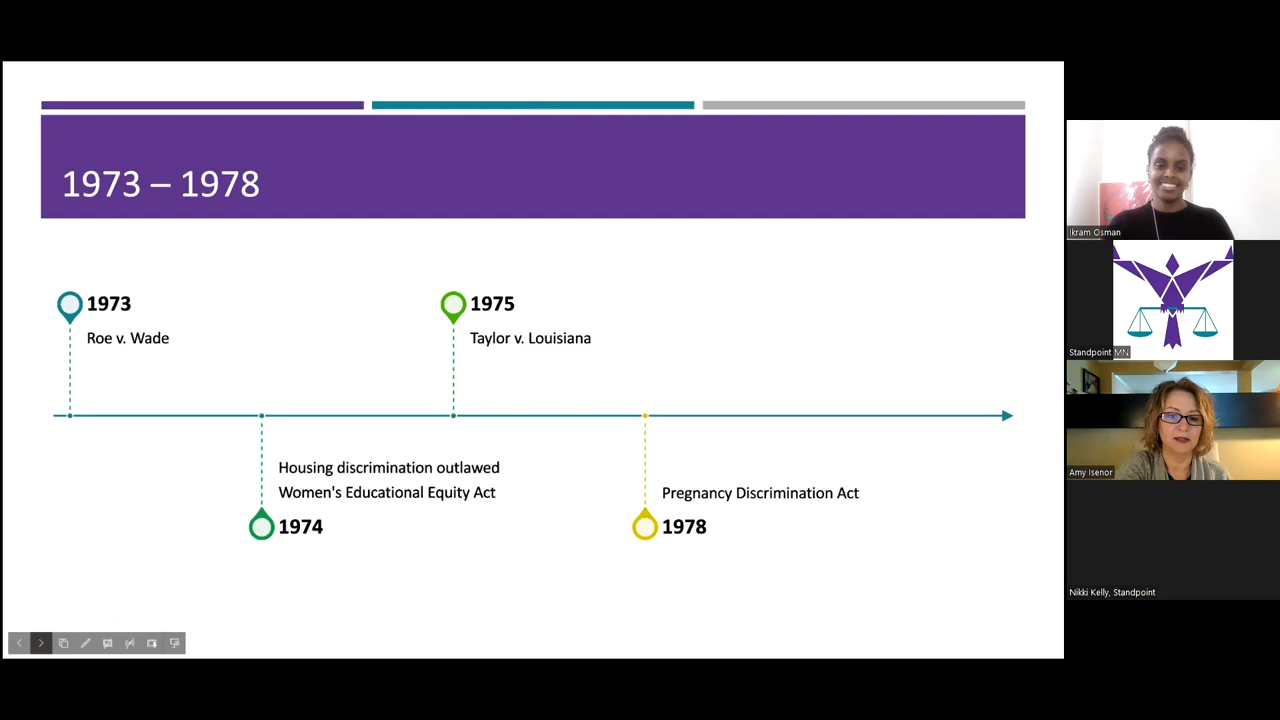 1973 – 1978
1973
Roe v. Wade
1975
Taylor v. Louisiana
Housing discrimination outlawed
Women's Educational Equity Act
1974
Pregnancy Discrimination Act
1978
Ikram Osman
Standpoint MN
Amy Isenor
Nikki Kelly, Standpoint